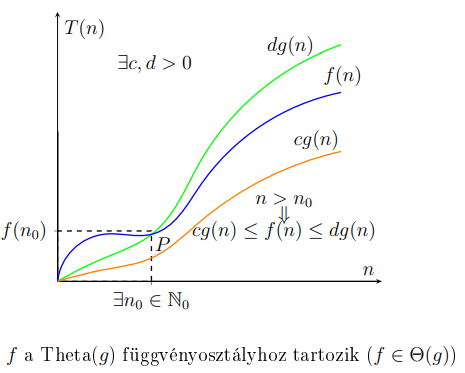 T(n)
dg(n)
∃c, d > 0
f(n)
cg(n)
n > n₀
⇓
f(n₀)
P
cg(n) ≤ f(n) ≤ dg(n)
n
∃n₀ ∈ ℕ₀
f a Theta(g) függvényosztályhoz tartozik (f ∈ Θ(g))